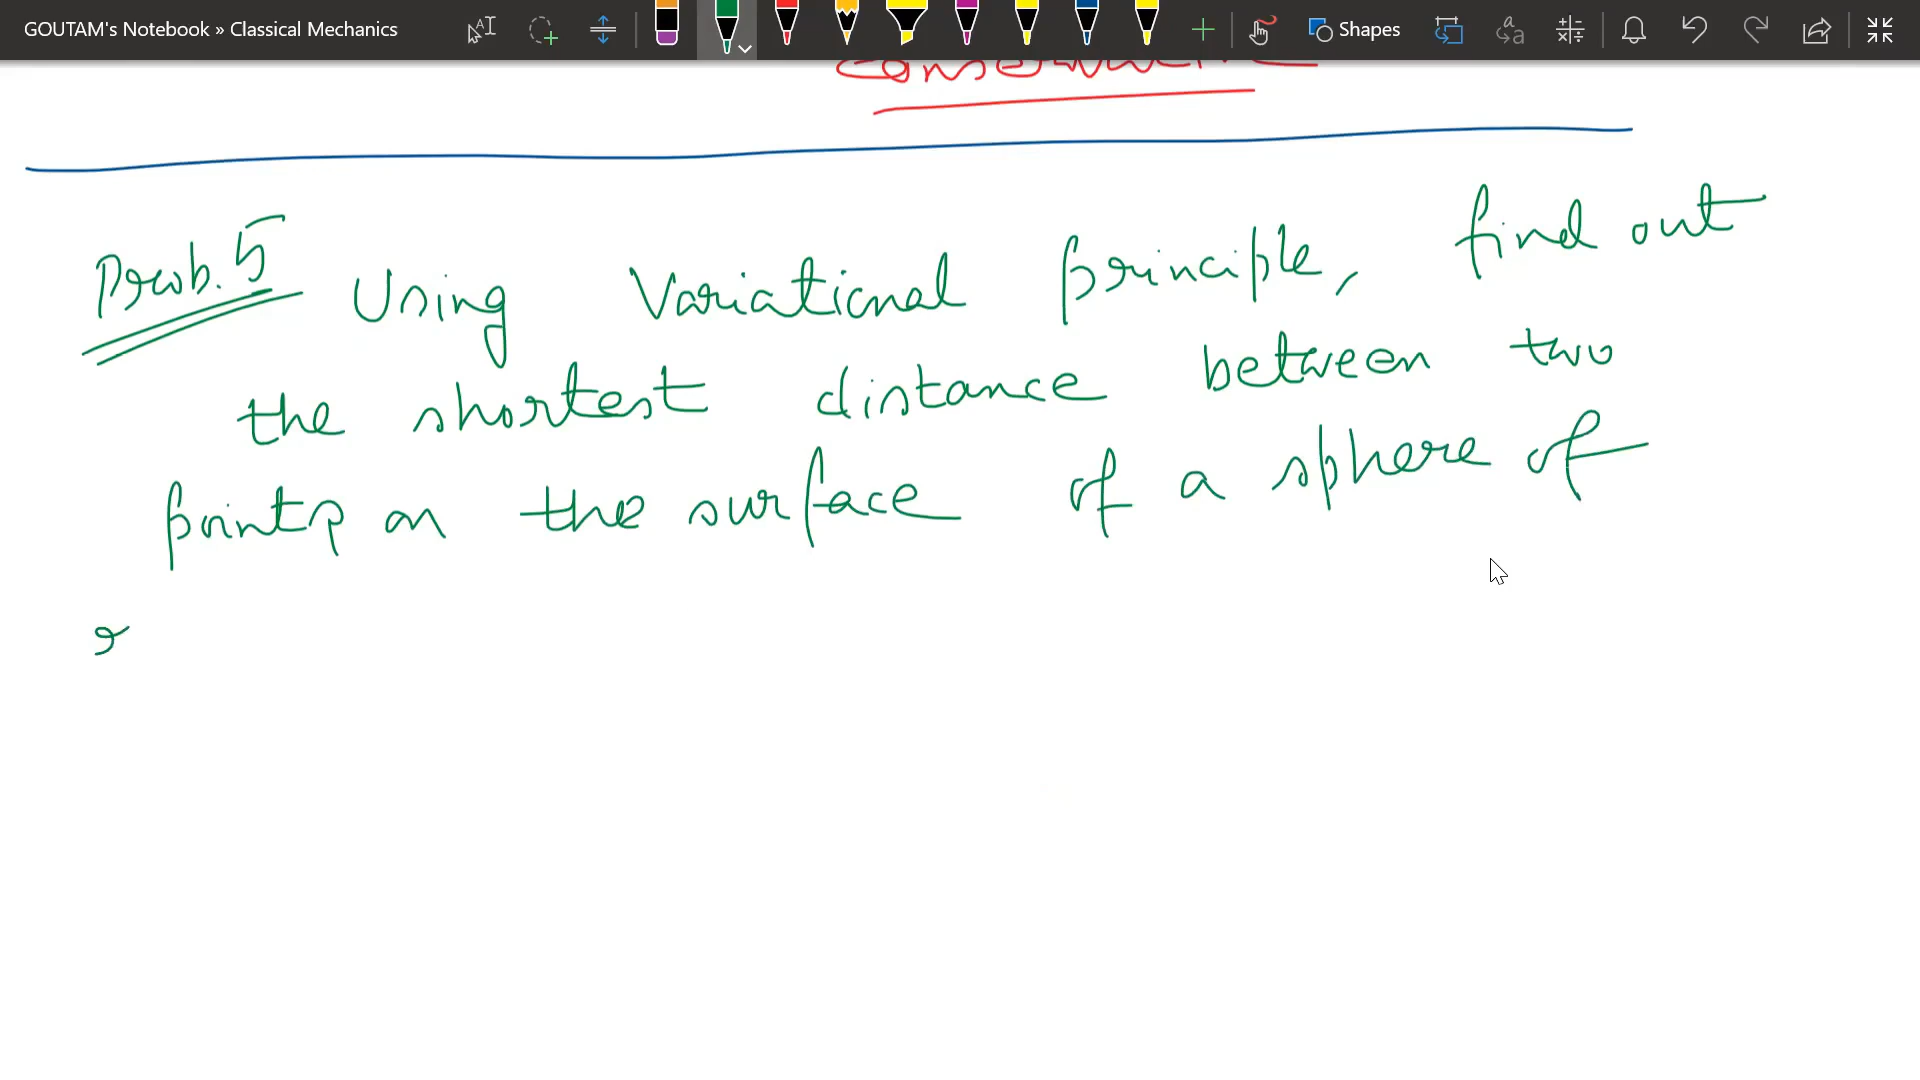 GOUTAM's Notebook » Classical Mechanics
Shapes
Conservative
Prob. 5 Using Variational principle, find out
the shortest distance between two
points on the surface of a sphere of
r